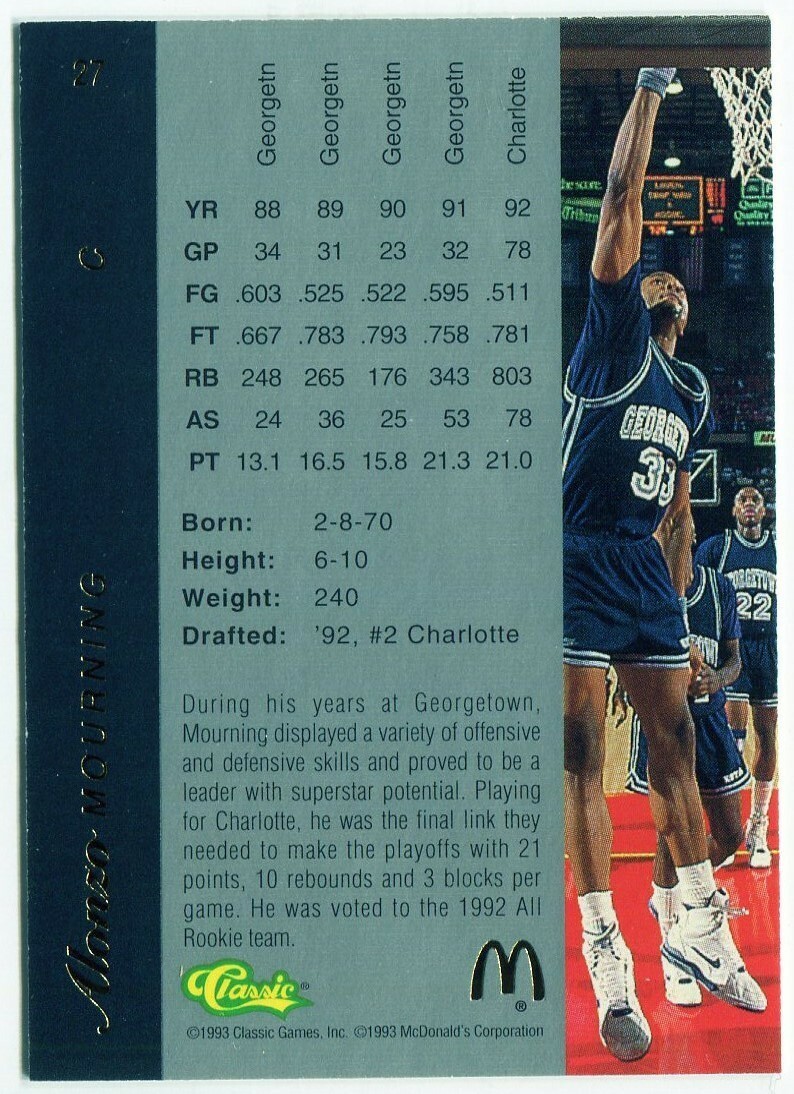 27
C
Alonzo MOURNING
Georgetn Georgetn Georgetn Georgetn Charlotte
YR 88 89 90 91 92
GP 34 31 23 32 78
FG .603 .525 .522 .595 .511
FT .667 .783 .793 .758 .781
RB 248 265 176 343 803
AS 24 36 25 53 78
PT 13.1 16.5 15.8 21.3 21.0
Born: 2-8-70
Height: 6-10
Weight: 240
Drafted: '92, #2 Charlotte
During his years at Georgetown,
Mourning displayed a variety of offensive
and defensive skills and proved to be a
leader with superstar potential. Playing
for Charlotte, he was the final link they
needed to make the playoffs with 21
points, 10 rebounds and 3 blocks per
game. He was voted to the 1992 All
Rookie team.
Classic®
M®
©1993 Classic Games, Inc. ©1993 McDonald's Corporation
the score.
Tribun
Quality
GEORGET
33
ORGETOWN
22